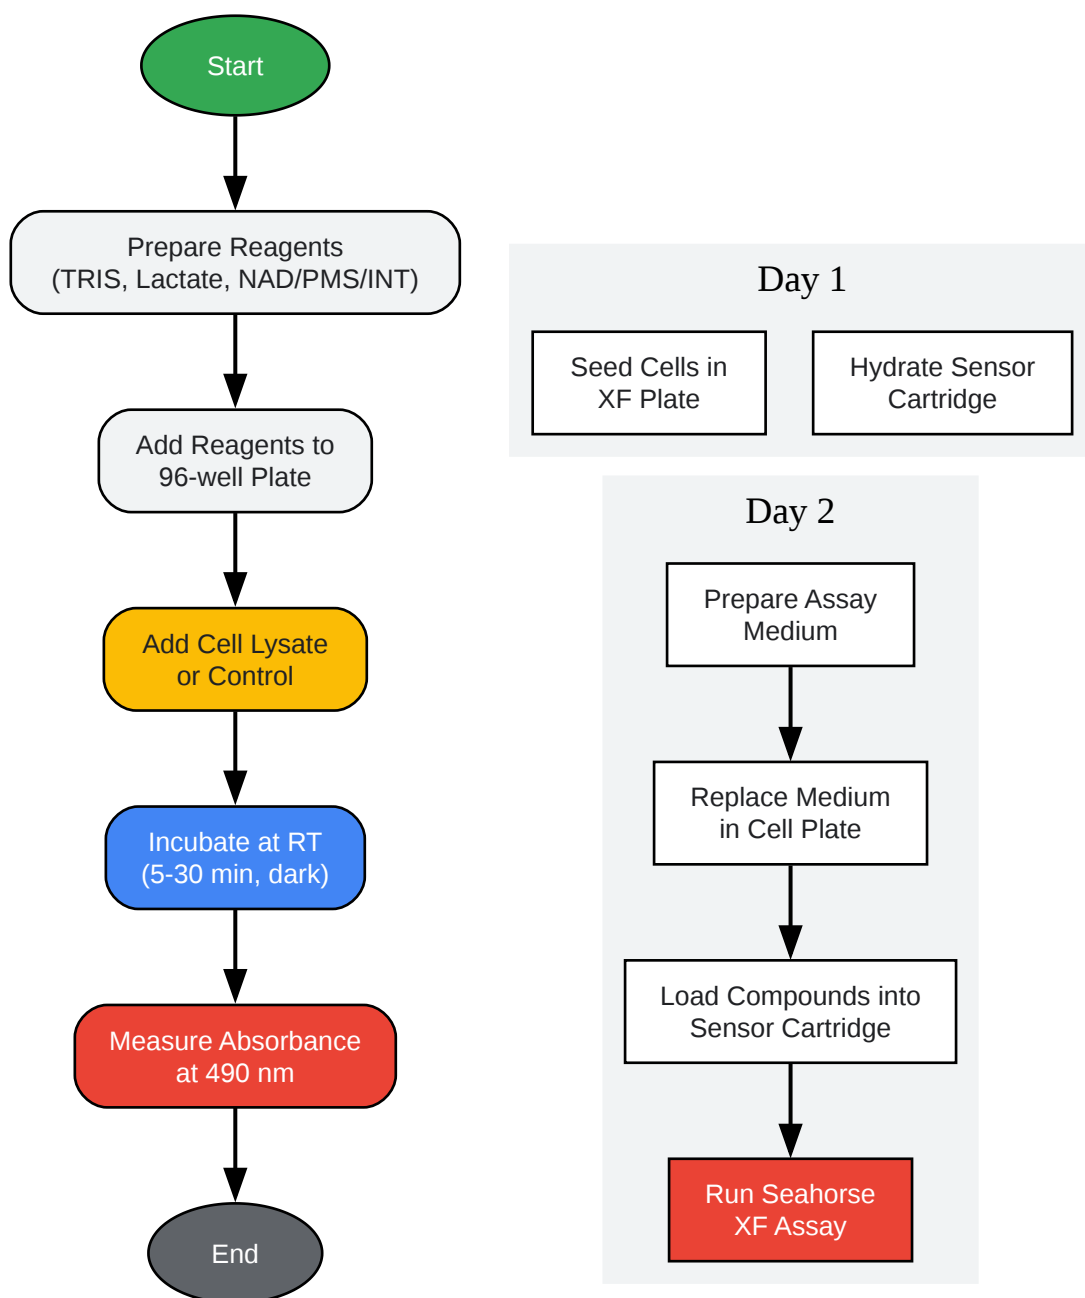 Start
Prepare Reagents
(TRIS, Lactate, NAD/PMS/INT)
Add Reagents to
96-well Plate
Add Cell Lysate
or Control
Incubate at RT
(5-30 min, dark)
Measure Absorbance
at 490 nm
End
Day 1
Seed Cells in
XF Plate
Hydrate Sensor
Cartridge
Day 2
Prepare Assay
Medium
Replace Medium
in Cell Plate
Load Compounds into
Sensor Cartridge
Run Seahorse
XF Assay